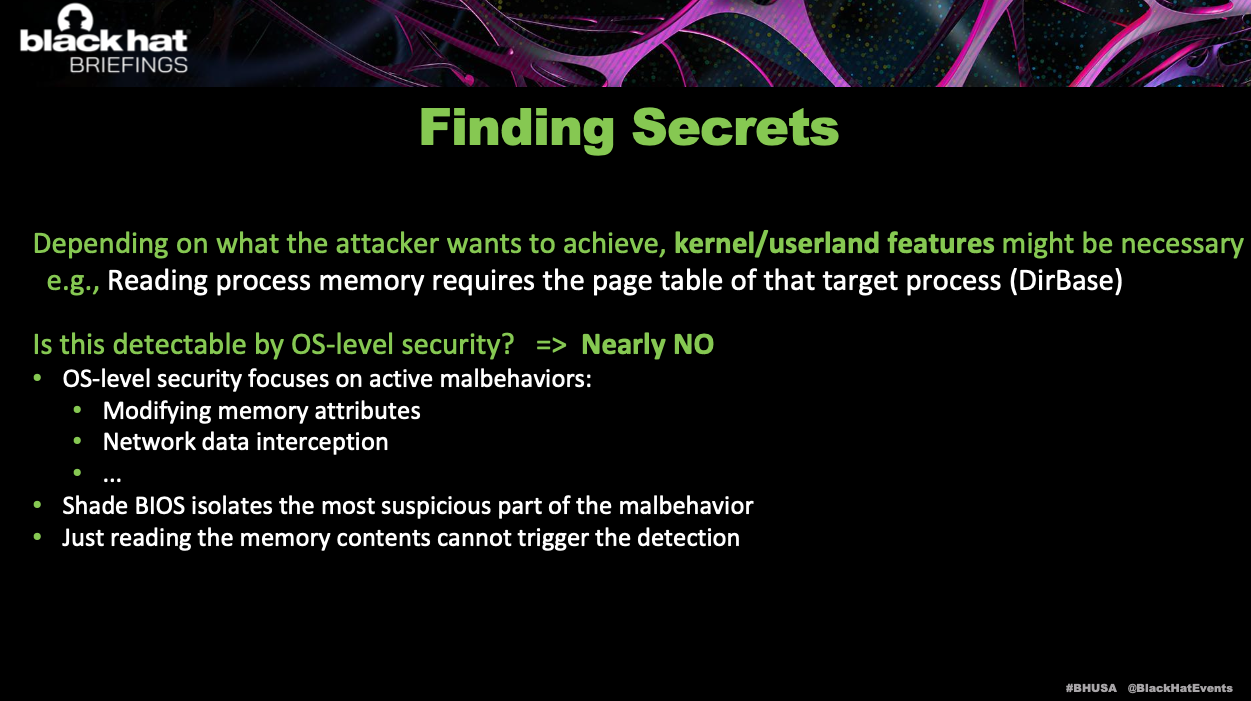 black hat
BRIEFINGS
Finding Secrets
Depending on what the attacker wants to achieve, kernel/userland features might be necessary
e.g., Reading process memory requires the page table of that target process (DirBase)
Is this detectable by OS-level security? => Nearly NO
• OS-level security focuses on active malbehaviors:
• Modifying memory attributes
• Network data interception
• ...
• Shade BIOS isolates the most suspicious part of the malbehavior
• Just reading the memory contents cannot trigger the detection
#BHUSA @BlackHatEvents